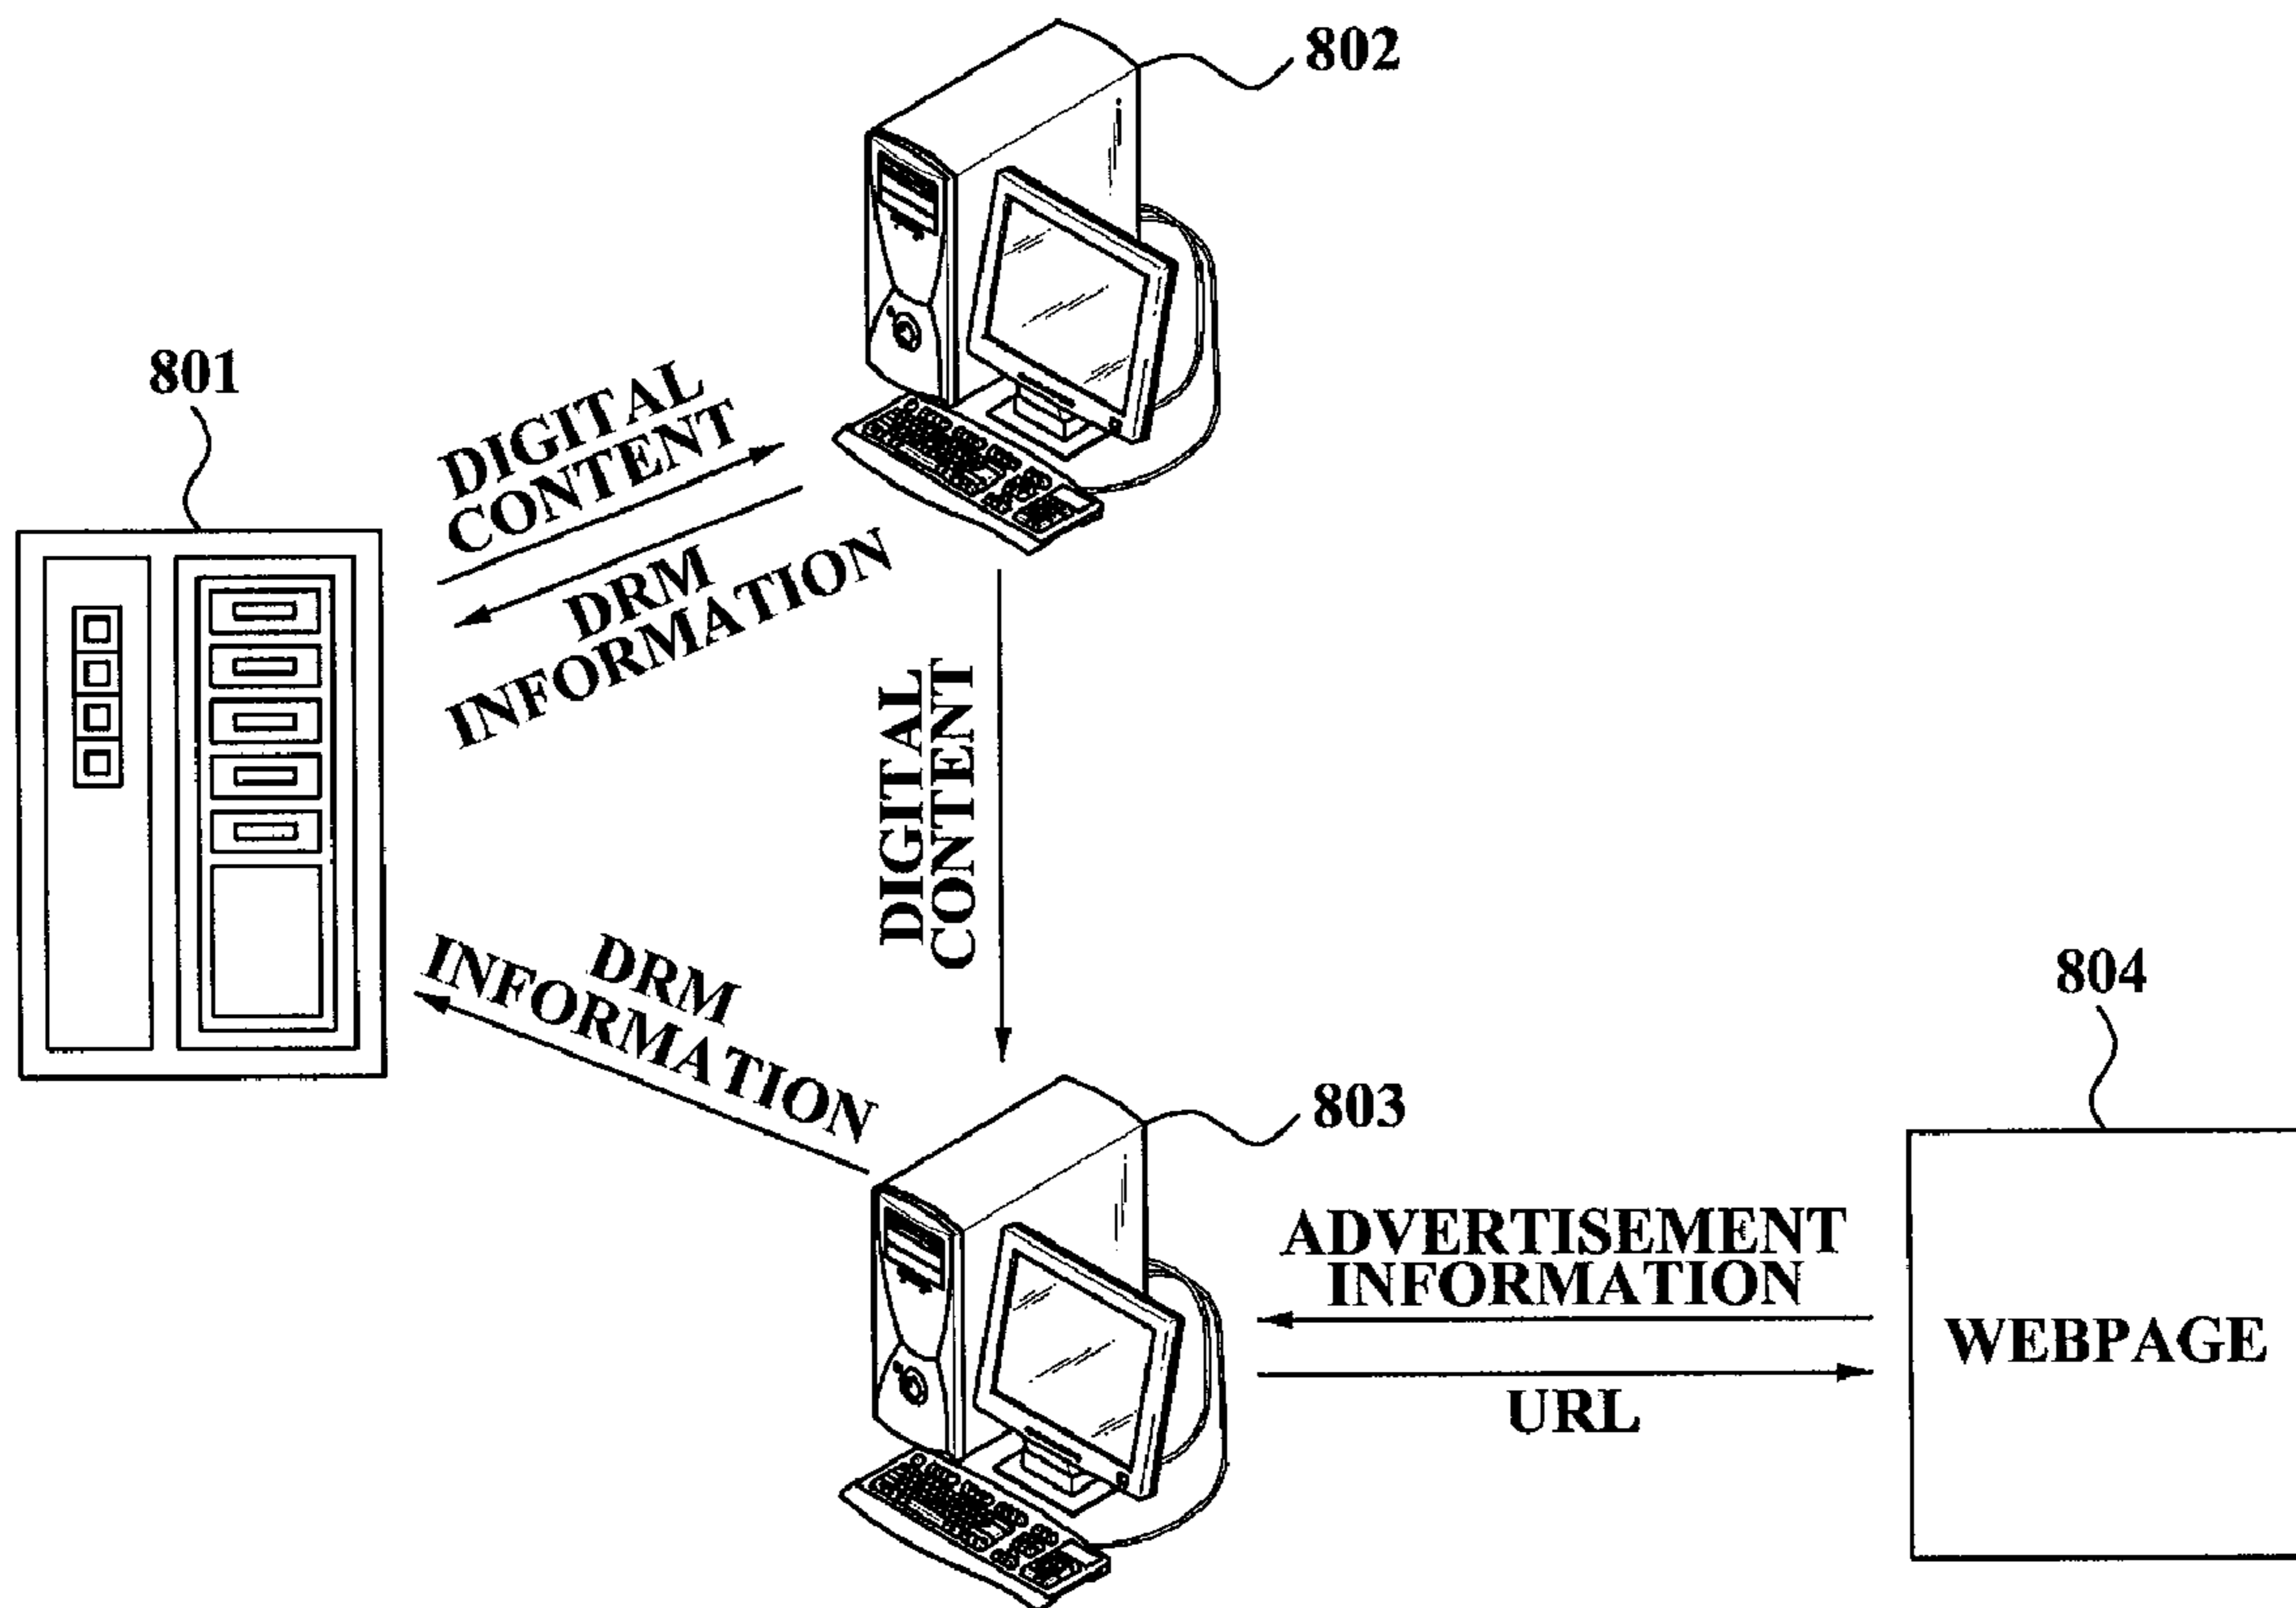 802
801
DIGITAL
CONTENT
DRM
INFORMATION
DIGITAL
CONTENT
DRM
INFORMATION
804
803
ADVERTISEMENT
INFORMATION
WEBPAGE
URL